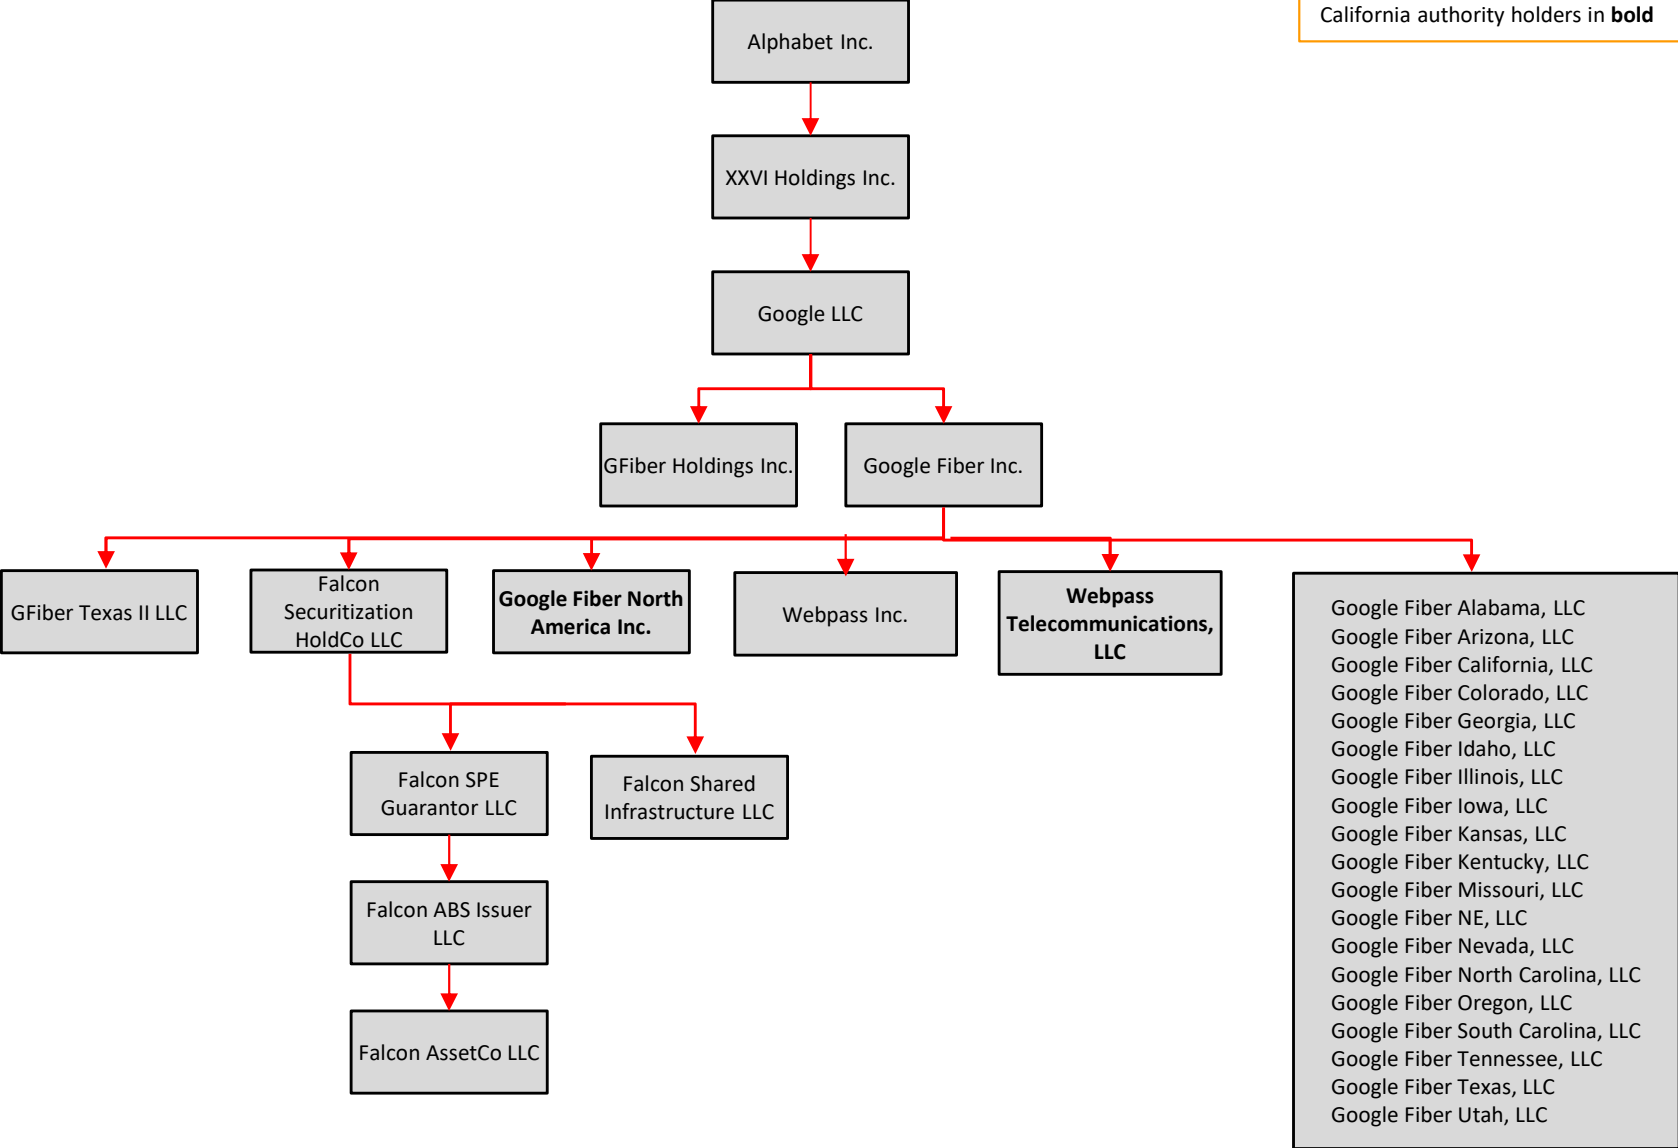 California authority holders in bold
Alphabet Inc.
XXVI Holdings Inc.
Google LLC
GFiber Holdings Inc.
Google Fiber Inc.
GFiber Texas II LLC
Falcon
Securitization
HoldCo LLC
Google Fiber North
America Inc.
Webpass Inc.
Webpass
Telecommunications,
LLC
Google Fiber Alabama, LLC
Google Fiber Arizona, LLC
Google Fiber California, LLC
Google Fiber Colorado, LLC
Google Fiber Georgia, LLC
Google Fiber Idaho, LLC
Google Fiber Illinois, LLC
Google Fiber Iowa, LLC
Google Fiber Kansas, LLC
Google Fiber Kentucky, LLC
Google Fiber Missouri, LLC
Google Fiber NE, LLC
Google Fiber Nevada, LLC
Google Fiber North Carolina, LLC
Google Fiber Oregon, LLC
Google Fiber South Carolina, LLC
Google Fiber Tennessee, LLC
Google Fiber Texas, LLC
Google Fiber Utah, LLC
Falcon SPE
Guarantor LLC
Falcon Shared
Infrastructure LLC
Falcon ABS Issuer
LLC
Falcon AssetCo LLC